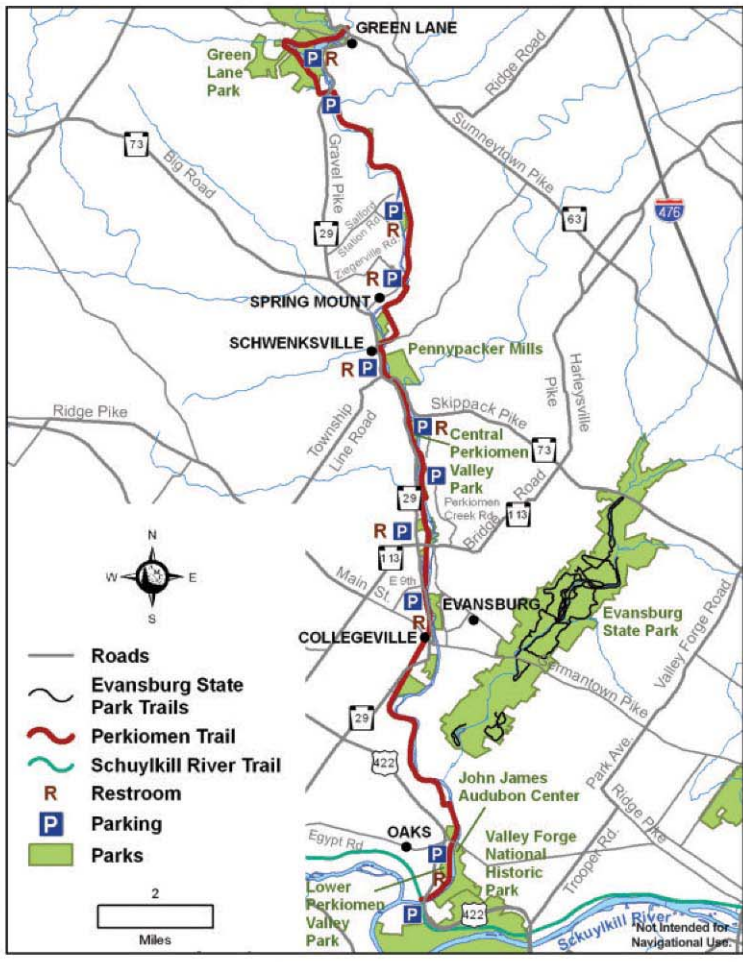 GREEN LANE
Green
Lane
Park
P
R
P
Ridge Road
Sumneytown Pike
73
Big Road
Gravel Pike
29
Salford
Station Rd.
P
R
63
476
Ziegerville Rd.
R
P
SPRING MOUNT
SCHWENKSVILLE
Pennypacker Mills
R
P
Harleysville
Pike
Ridge Pike
Township
Line Road
Skippack Pike
P
R
Central
Perkiomen
Valley
Park
73
P
29
Perkiomen
Creek Rd.
Bridge Road
113
R
P
113
Main St.
E 9th
P
R
EVANSBURG
COLLEGEVILLE
Evansburg
State Park
Germantown Pike
Valley Forge Road
N
W
E
S
Roads
Evansburg State
Park Trails
Perkiomen Trail
Schuylkill River Trail
R
Restroom
P
Parking
Parks
2
Miles
29
422
John James
Audubon Center
Park Ave.
Ridge Pike
Trooper Rd.
Egypt Rd
OAKS
P
R
Valley Forge
National
Historic
Park
Lower
Perkiomen
Valley
Park
P
422
Sckuylkill River
*Not Intended for
Navigational Use.